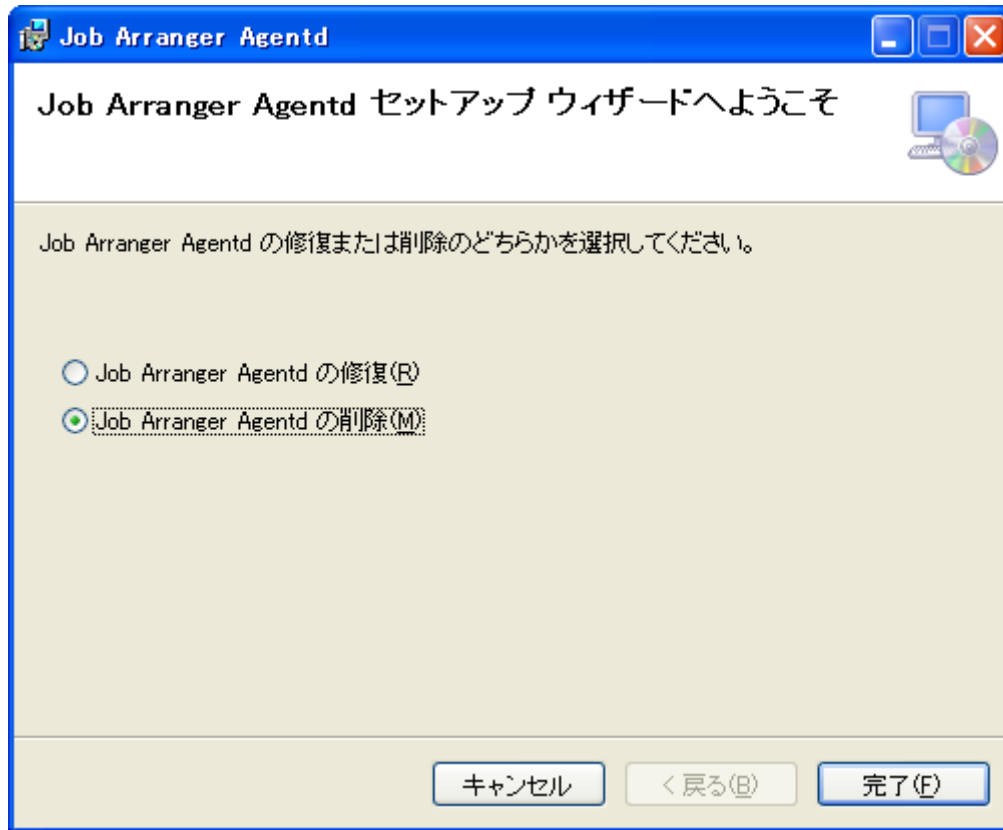 Job Arranger Agentd
Job Arranger Agentd セットアップ ウィザードへようこそ
Job Arranger Agentd の修復または削除のどちらかを選択してください。
Job Arranger Agentd の修復(R)
Job Arranger Agentd の削除(M)
キャンセル
< 戻る(B)
完了(F)